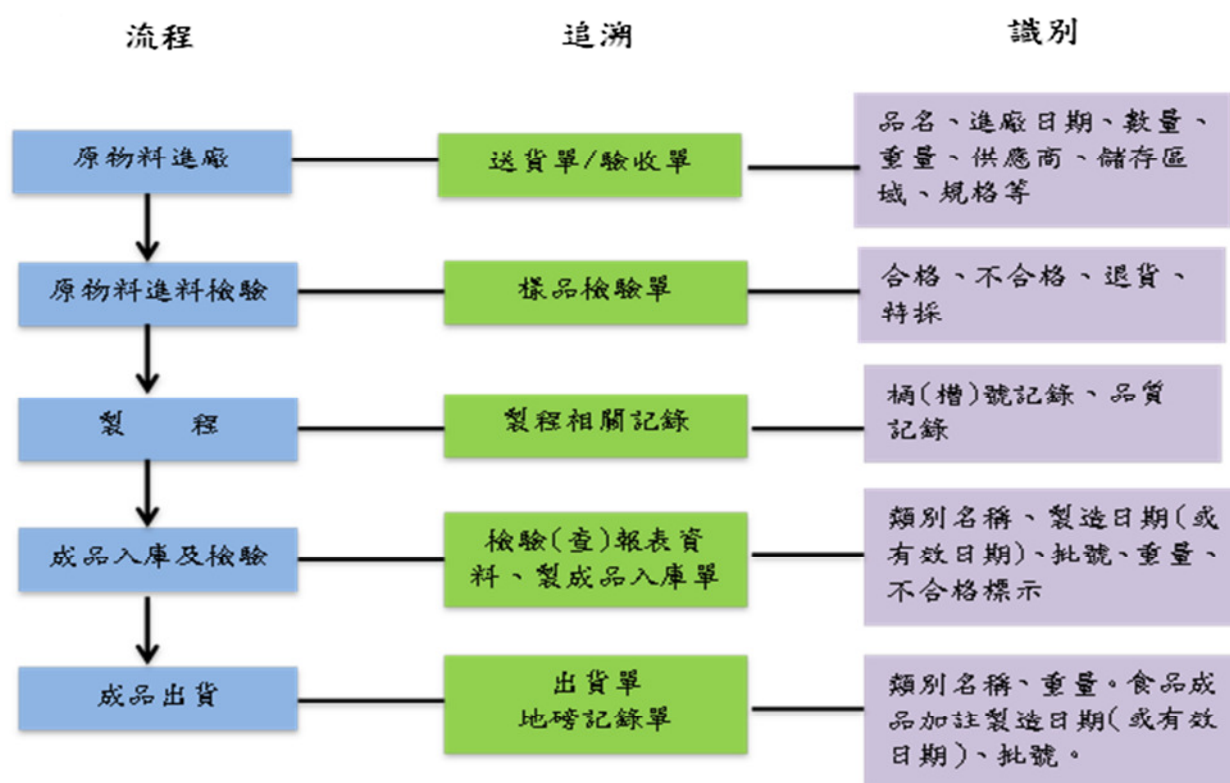 流程
追溯
識別
原物料進廠
送貨單/驗收單
品名、進廠日期、數量、
重量、供應商、儲存區
域、規格等
原物料進料檢驗
樣品檢驗單
合格、不合格、退貨、
特採
製 程
製程相關記錄
桶(槽)號記錄、品質
記錄
成品入庫及檢驗
檢驗(查)報表資
料、製成品入庫單
類別名稱、製造日期(或
有效日期)、批號、重量、
不合格標示
成品出貨
出貨單
地磅記錄單
類別名稱、重量。食品成
品加註製造日期(或有效
日期)、批號。